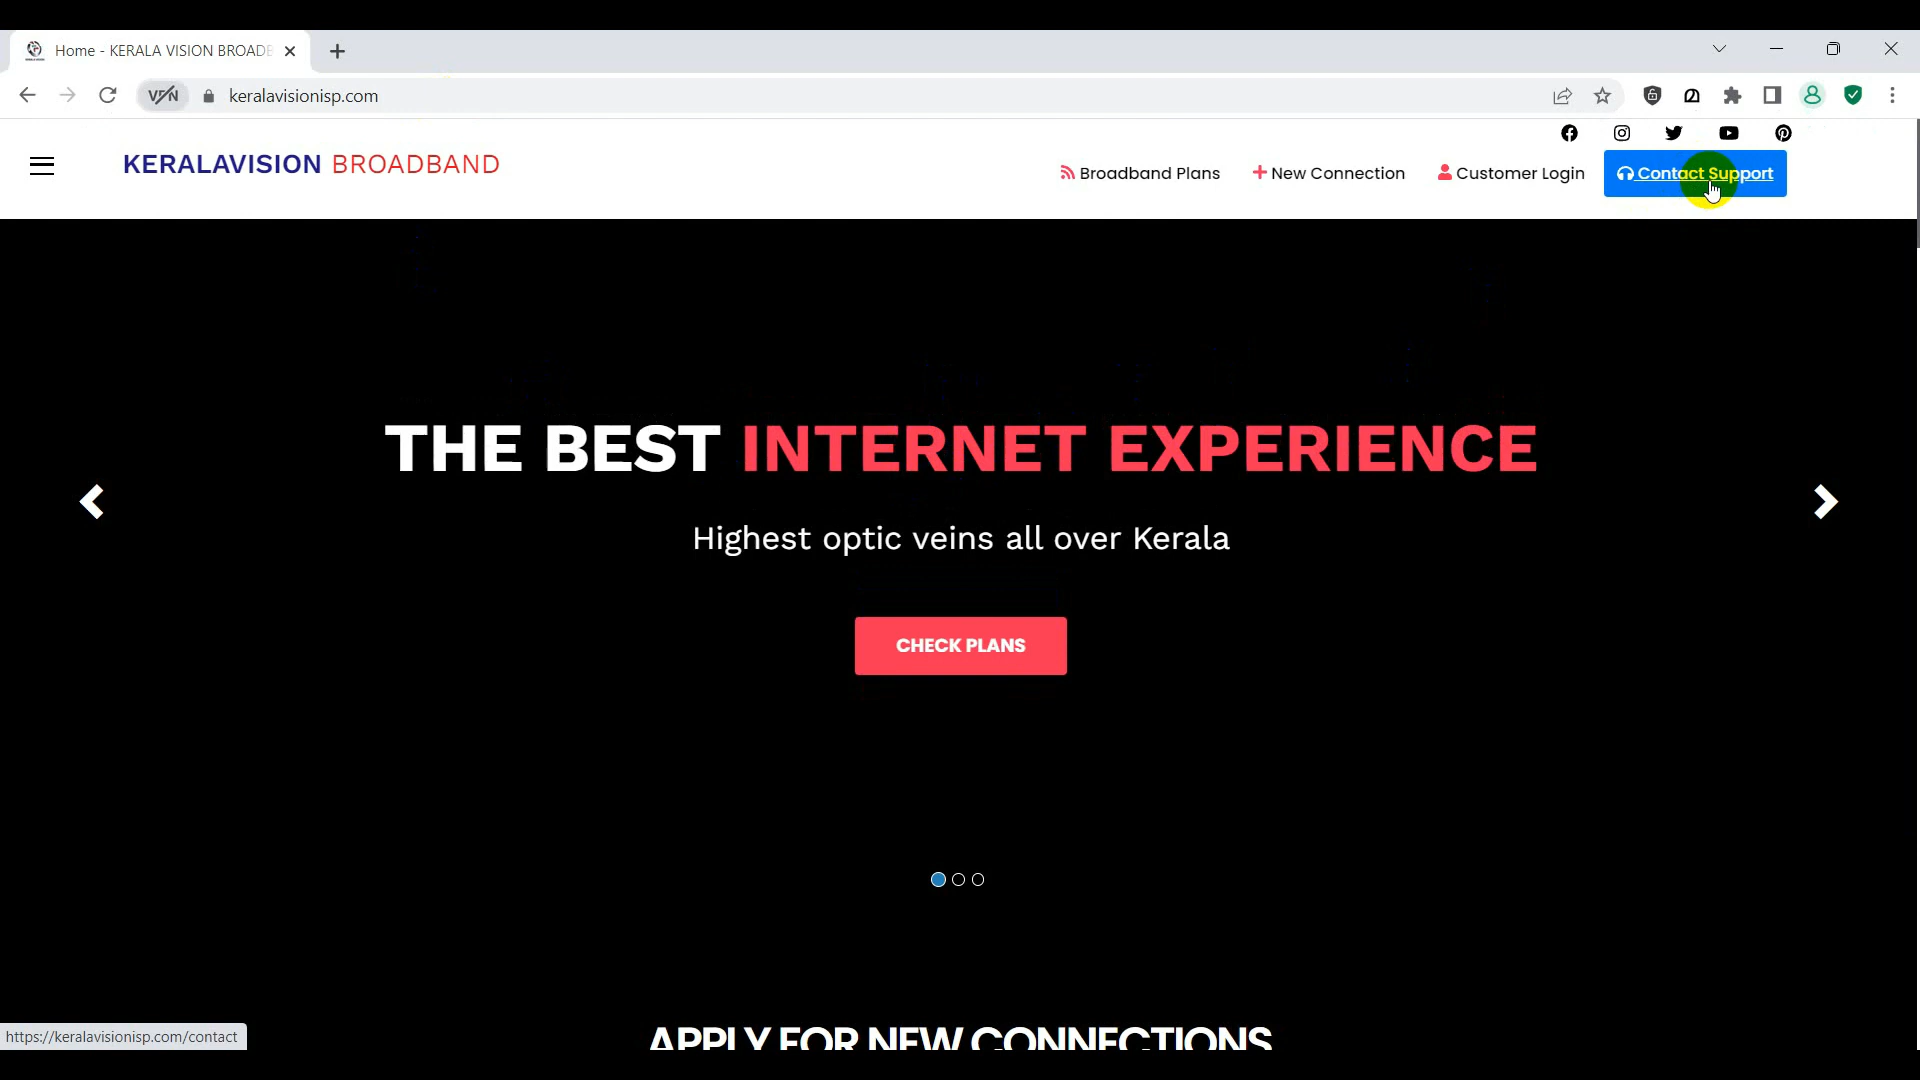 Home - KERALA VISION BROADB
VPN
keralavisionisp.com
KERALAVISION BROADBAND
Broadband Plans
New Connection
Customer Login
Contact Support
THE BEST INTERNET EXPERIENCE
Highest optic veins all over Kerala
CHECK PLANS
APPLY FOR NEW CONNECTIONS
https://keralavisionisp.com/contact